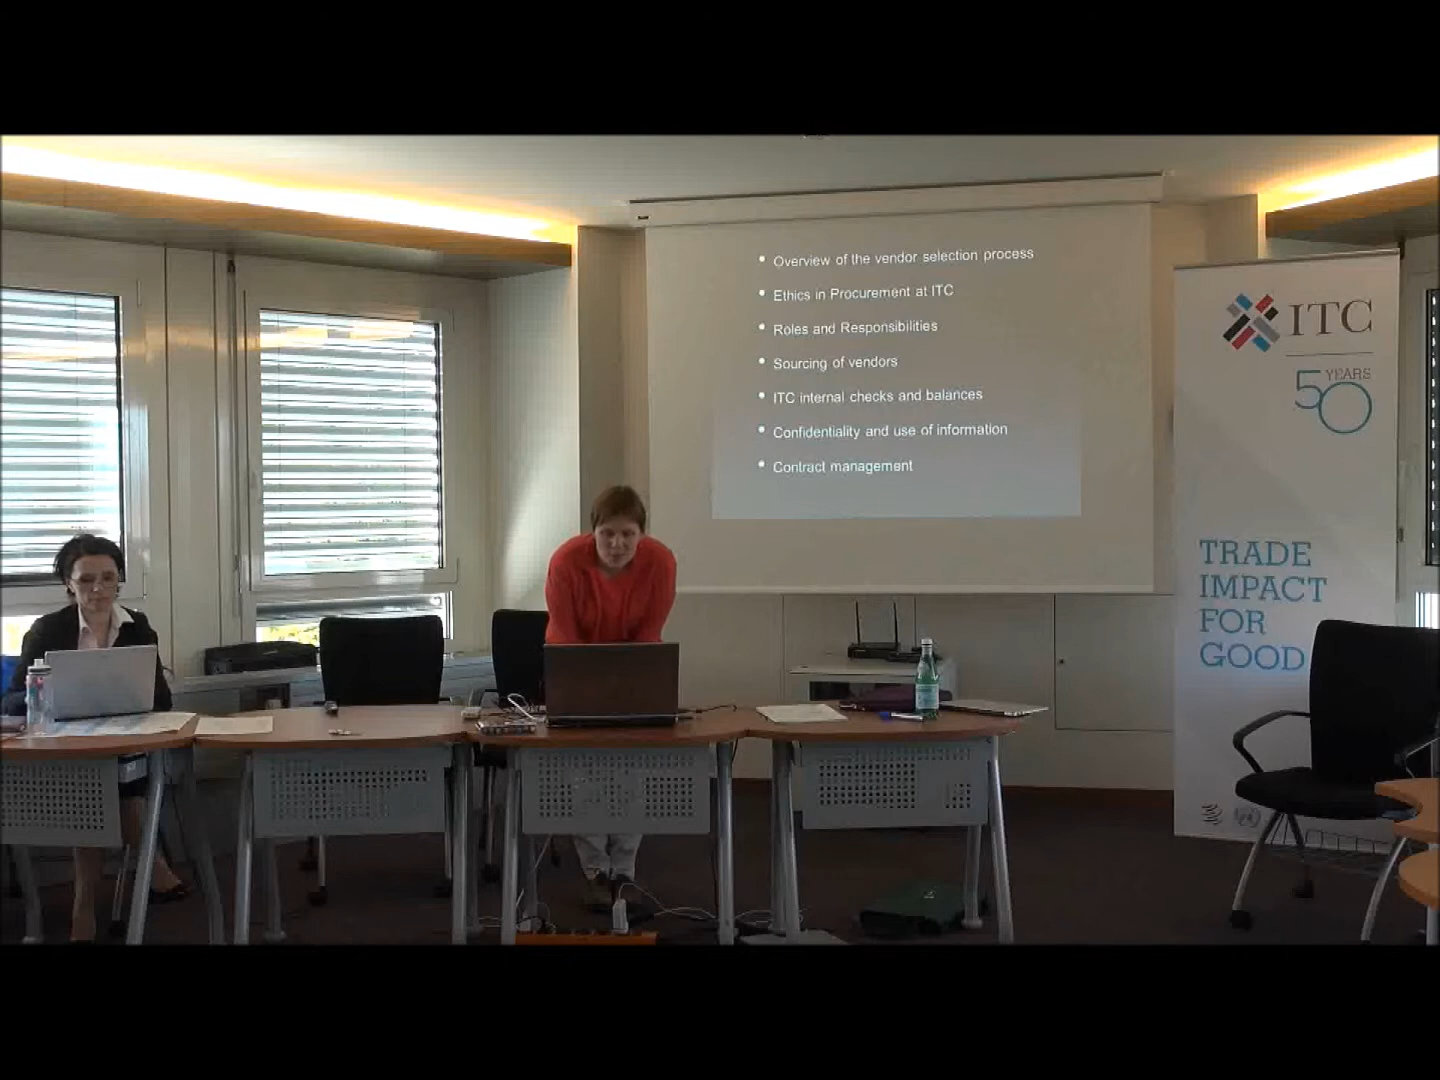 • Overview of the vendor selection process
• Ethics in Procurement at ITC
• Roles and Responsibilities
• Sourcing of vendors
• ITC internal checks and balances
• Confidentiality and use of information
• Contract management
ITC
50 YEARS
TRADE
IMPACT
FOR
GOOD